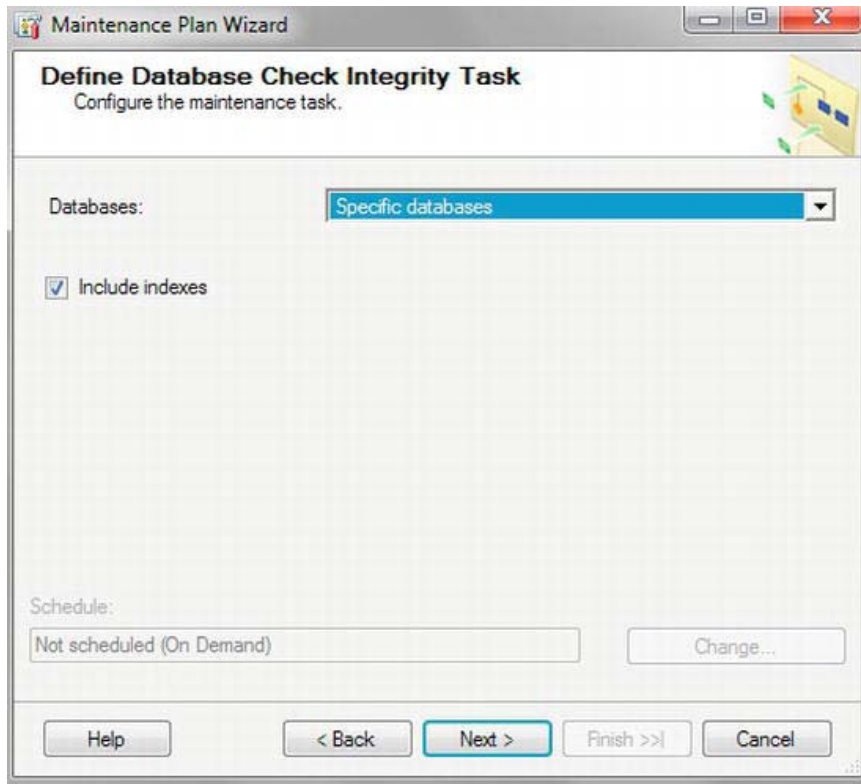 Maintenance Plan Wizard
Define Database Check Integrity Task
Configure the maintenance task.
Databases:
Specific databases
Include indexes
Schedule:
Not scheduled (On Demand)
Change...
Help
< Back
Next >
Finish >>|
Cancel